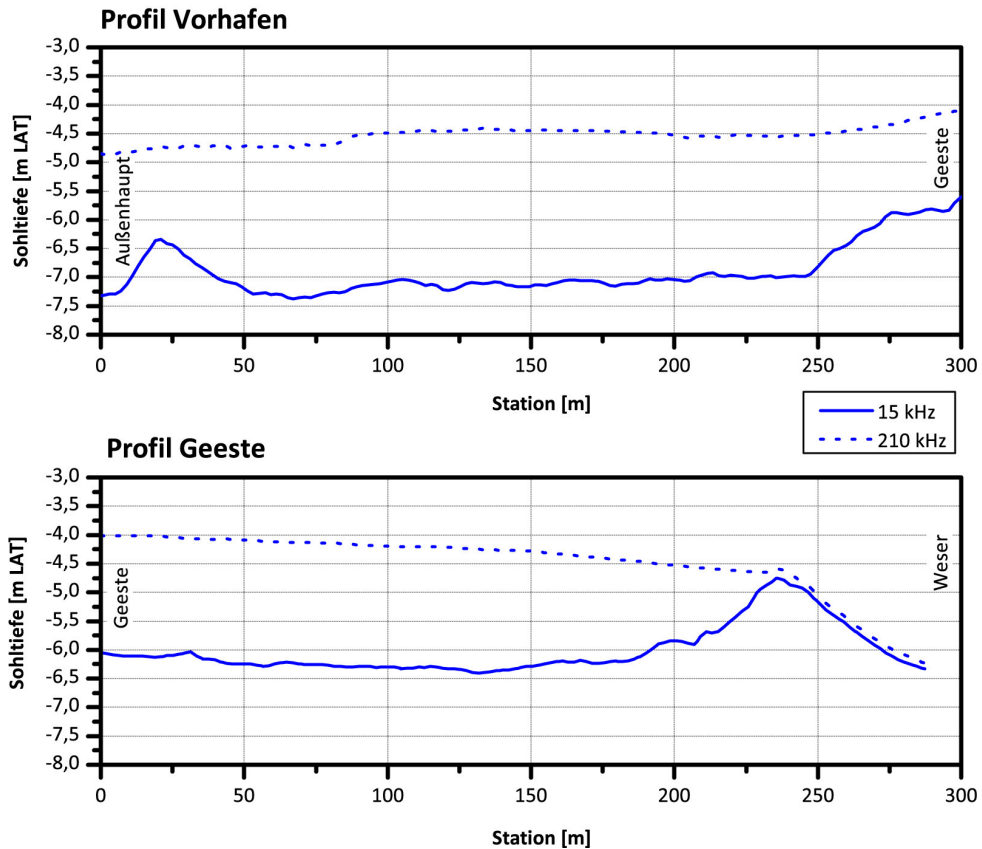 Profil Vorhafen
-3,0
-3,5
-4,0
-4,5
-5,0
-5,5
-6,0
-6,5
-7,0
-7,5
-8,0
Sohltiefe [m LAT]
Außenhaupt
Geeste
0 50 100 150 200 250 300
Station [m]
15 kHz
210 kHz
Profil Geeste
-3,0
-3,5
-4,0
-4,5
-5,0
-5,5
-6,0
-6,5
-7,0
-7,5
-8,0
Sohltiefe [m LAT]
Geeste
Weser
0 50 100 150 200 250 300
Station [m]